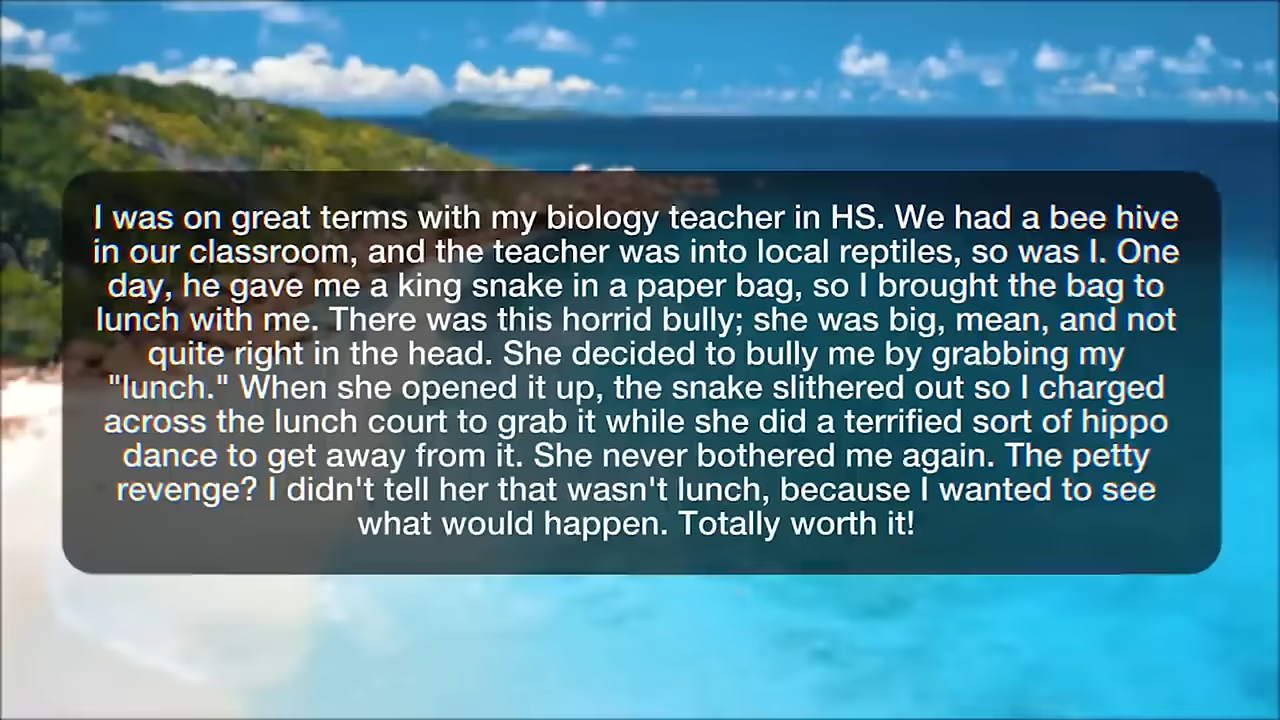 I was on great terms with my biology teacher in HS. We had a bee hive
in our classroom, and the teacher was into local reptiles, so was I. One
day, he gave me a king snake in a paper bag, so I brought the bag to
lunch with me. There was this horrid bully; she was big, mean, and not
quite right in the head. She decided to bully me by grabbing my
"lunch." When she opened it up, the snake slithered out so I charged
across the lunch court to grab it while she did a terrified sort of hippo
dance to get away from it. She never bothered me again. The petty
revenge? I didn't tell her that wasn't lunch, because I wanted to see
what would happen. Totally worth it!